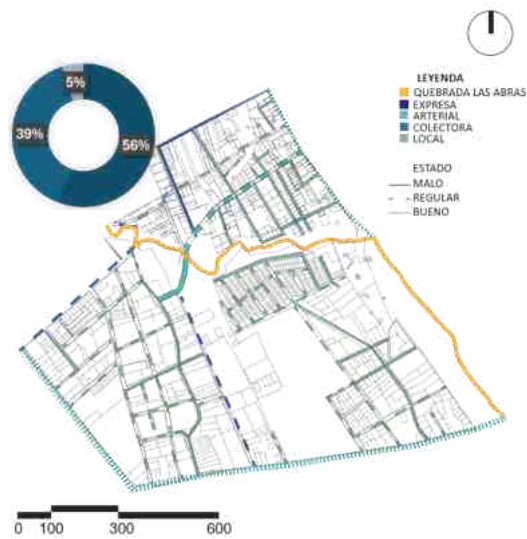 LEYENDA
QUEBRADA LAS ABRAS
EXPRESA
ARTERIAL
COLECTORA
LOCAL
ESTADO
MALO
REGULAR
BUENO
5%
39%
56%
0 100 300 600